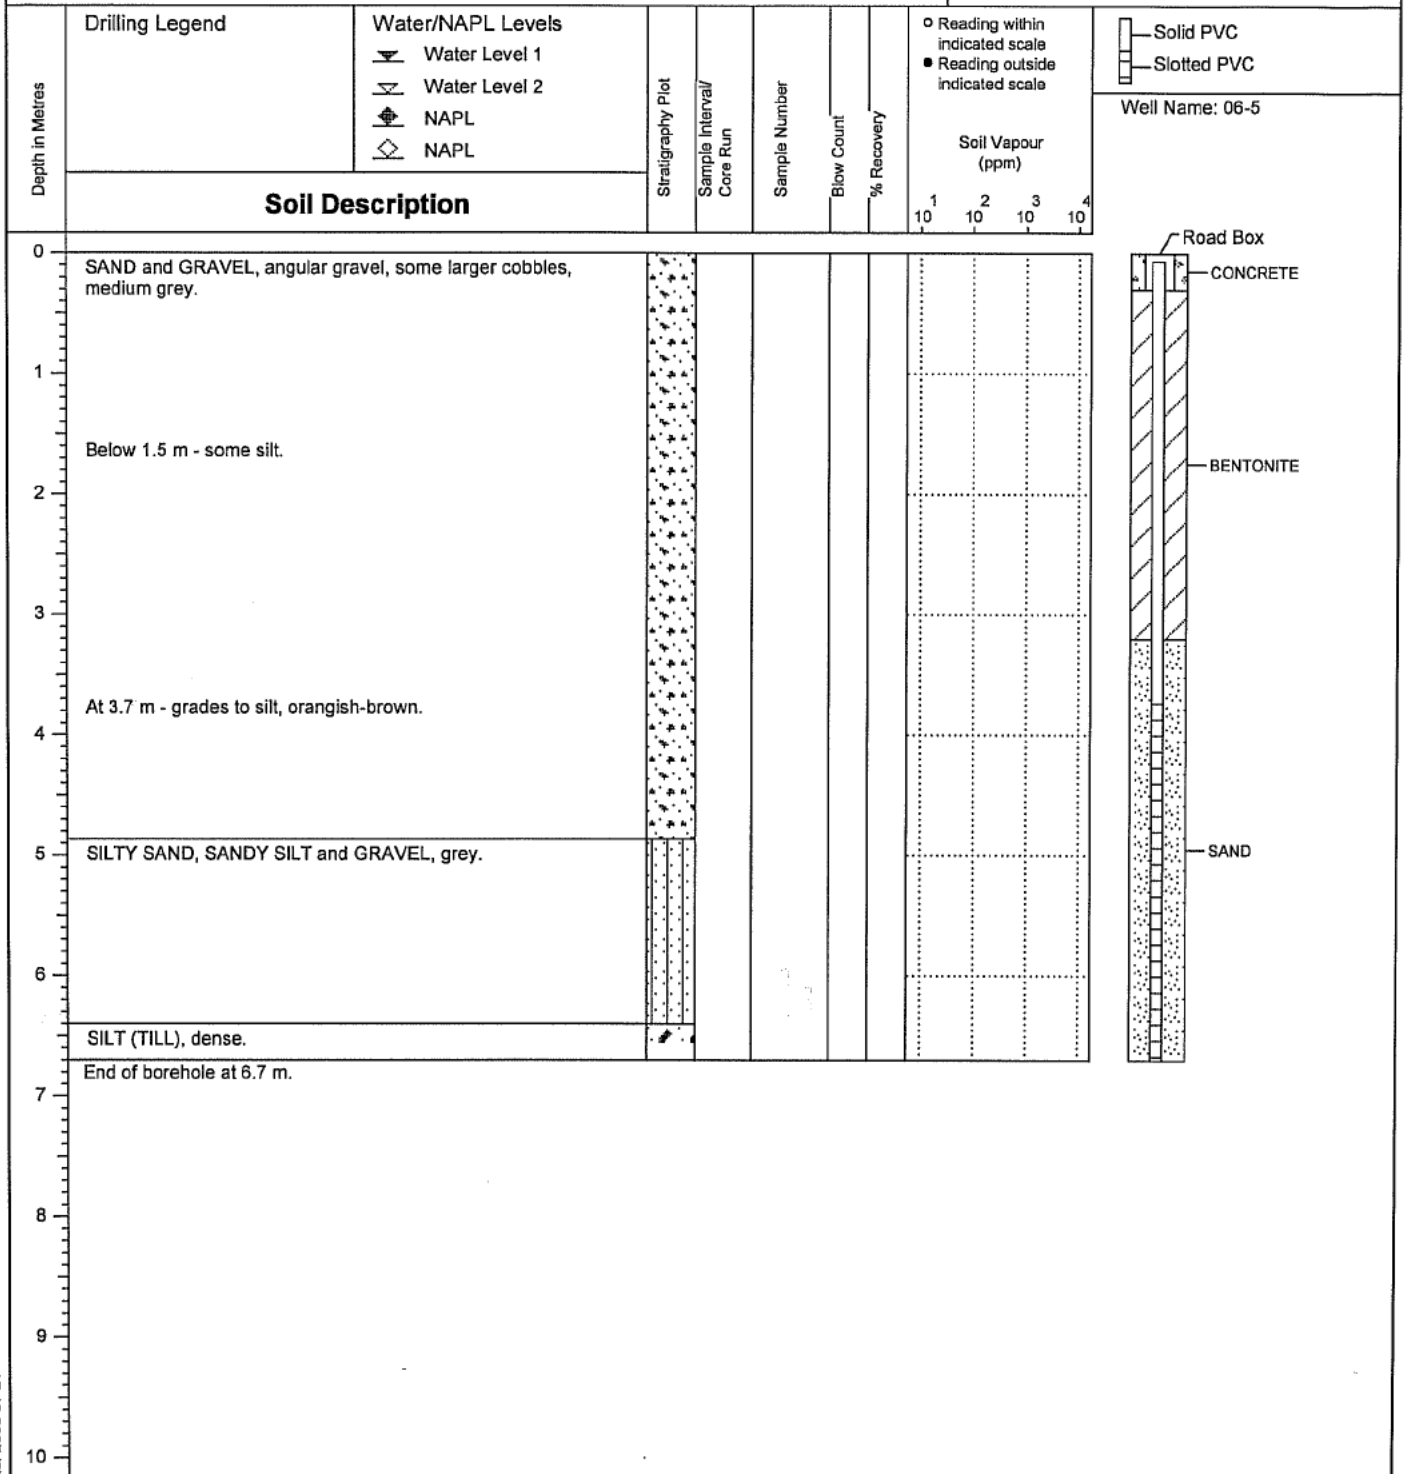 Drilling Legend
Water/NAPL Levels
Water Level 1
Water Level 2
NAPL
NAPL
Depth in Metres
Soil Description
Stratigraphy Plot
Sample Interval/
Core Run
Sample Number
Blow Count
% Recovery
Reading within
indicated scale
Reading outside
indicated scale
Soil Vapour
(ppm)
10^1 10^2 10^3 10^4
Solid PVC
Slotted PVC
Well Name: 06-5
Road Box
0
SAND and GRAVEL, angular gravel, some larger cobbles,
medium grey.
CONCRETE
1
Below 1.5 m - some silt.
BENTONITE
2
3
At 3.7 m - grades to silt, orangish-brown.
4
5
SILTY SAND, SANDY SILT and GRAVEL, grey.
SAND
6
SILT (TILL), dense.
End of borehole at 6.7 m.
7
8
9
10